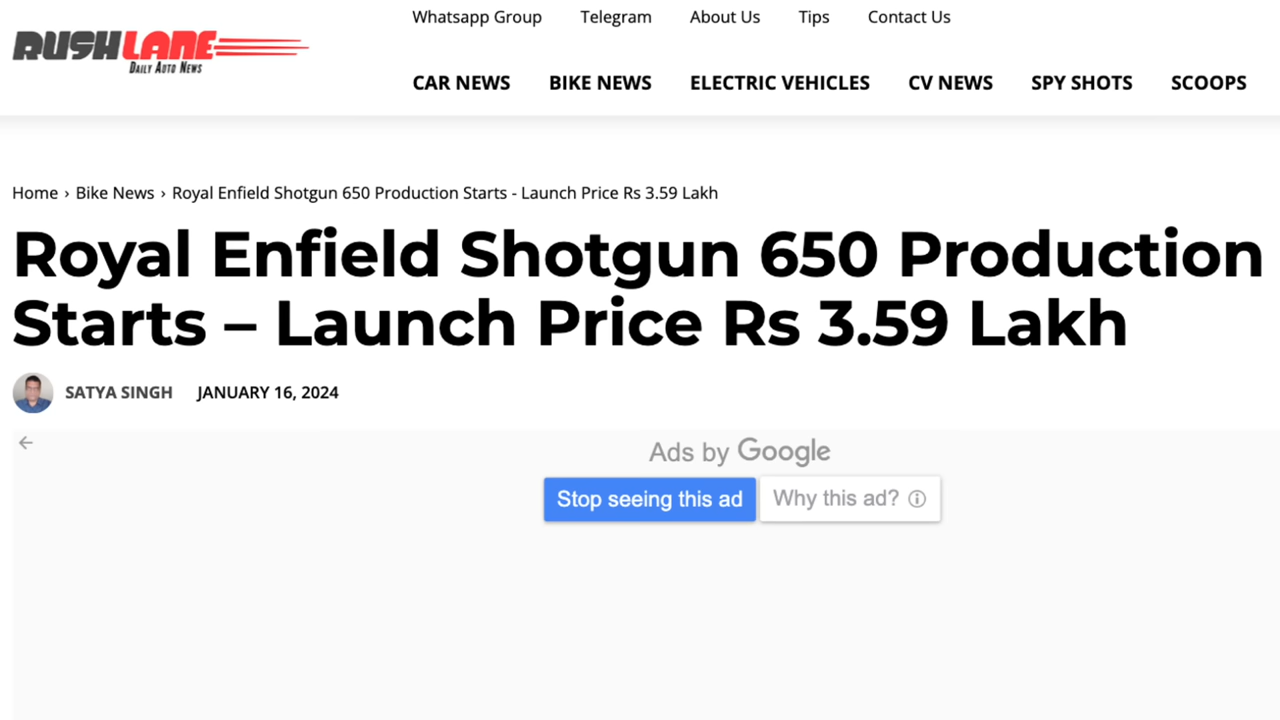 Whatsapp Group Telegram About Us Tips Contact Us
RUSHLANE
DAILY AUTO NEWS
CAR NEWS BIKE NEWS ELECTRIC VEHICLES CV NEWS SPY SHOTS SCOOPS
Home › Bike News › Royal Enfield Shotgun 650 Production Starts - Launch Price Rs 3.59 Lakh
Royal Enfield Shotgun 650 Production
Starts – Launch Price Rs 3.59 Lakh
SATYA SINGH JANUARY 16, 2024
Ads by Google
Stop seeing this ad Why this ad?